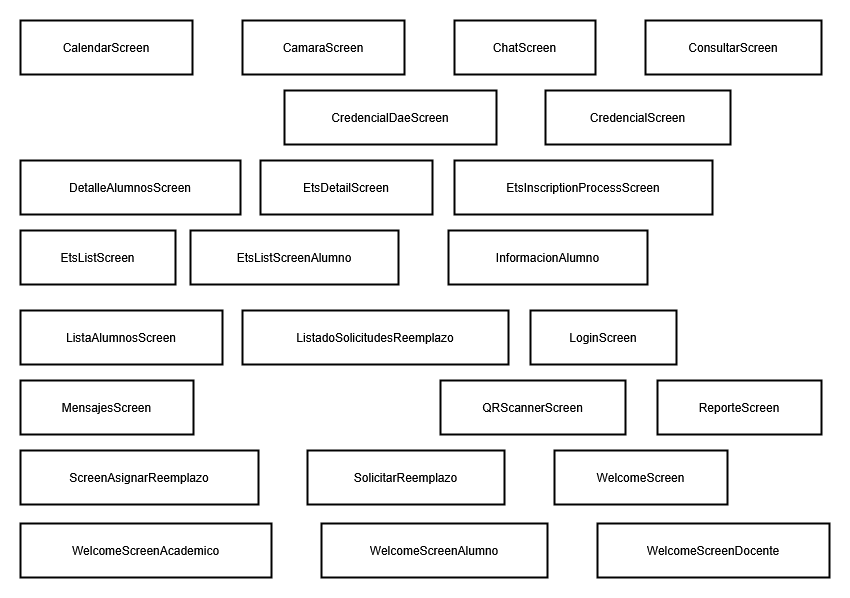 CalendarScreen
CamaraScreen
ChatScreen
ConsultarScreen
CredencialDaeScreen
CredencialScreen
DetalleAlumnosScreen
EtsDetailScreen
EtsInscriptionProcessScreen
EtsListScreen
EtsListScreenAlumno
InformacionAlumno
ListaAlumnosScreen
ListadoSolicitudesReemplazo
LoginScreen
MensajesScreen
QRScannerScreen
ReporteScreen
ScreenAsignarReemplazo
SolicitarReemplazo
WelcomeScreen
WelcomeScreenAcademico
WelcomeScreenAlumno
WelcomeScreenDocente